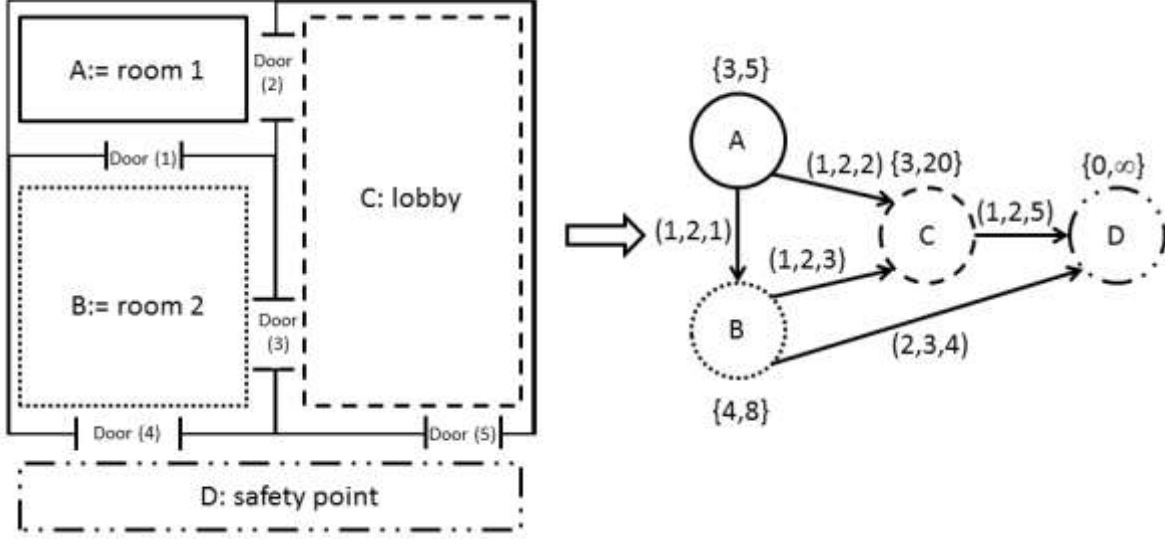 A:= room 1
Door
(2)
Door (1)
C: lobby
B:= room 2
Door
(3)
Door (4)
Door (5)
D: safety point
{3,5}
A
(1,2,2)
{3,20}
{0,∞}
(1,2,1)
C
(1,2,5)
D
(1,2,3)
B
(2,3,4)
{4,8}